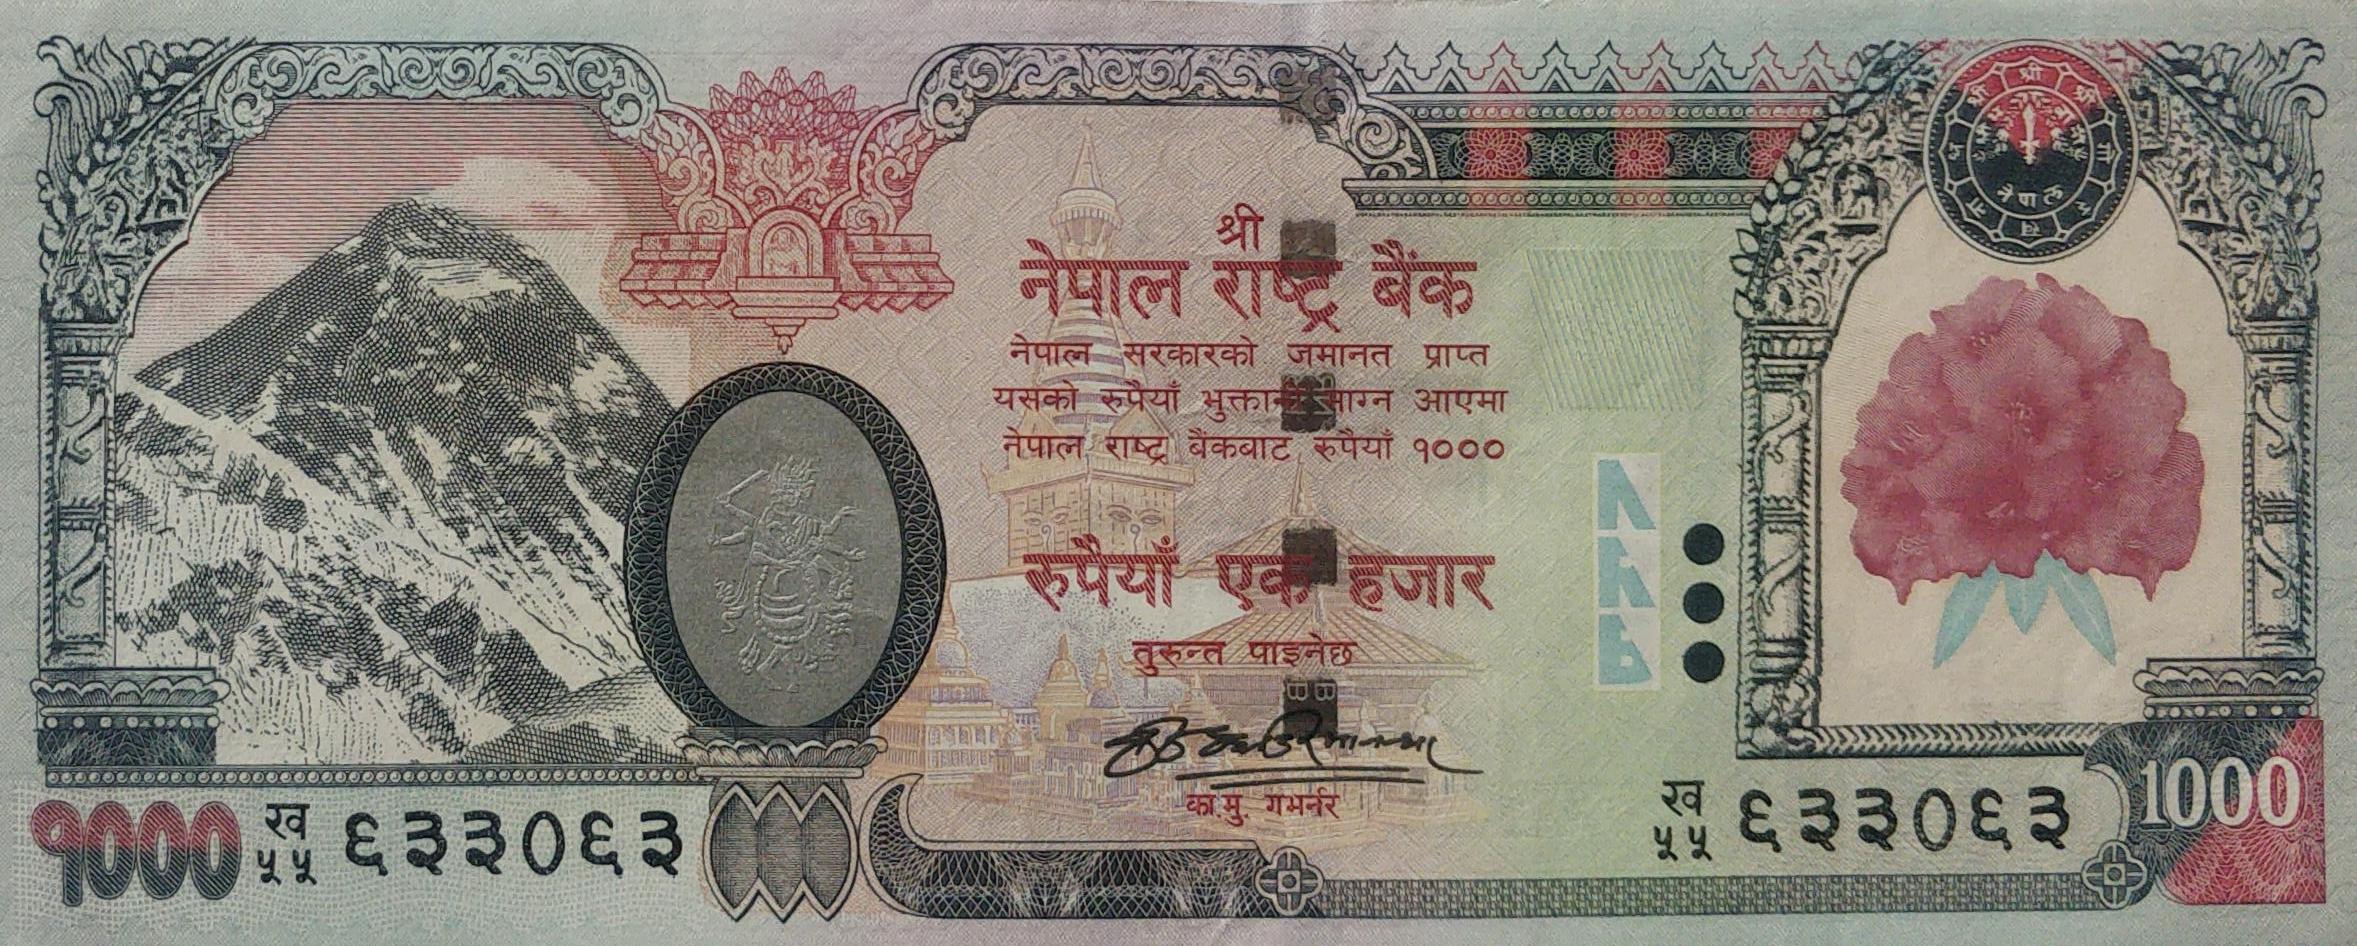 श्री
नेपाल राष्ट्र बैंक
नेपाल सरकारको जमानत प्राप्त
यसको रुपैयाँ भुक्तानी माग्न आएमा
नेपाल राष्ट्र बैंकबाट रुपैयाँ १०००
रुपैयाँ एक हजार
तुरुन्त पाइनेछ
का.मु. गभर्नर
१००० ख ५५ ६३३०६३
ख ५५ ६३३०६३ 1000